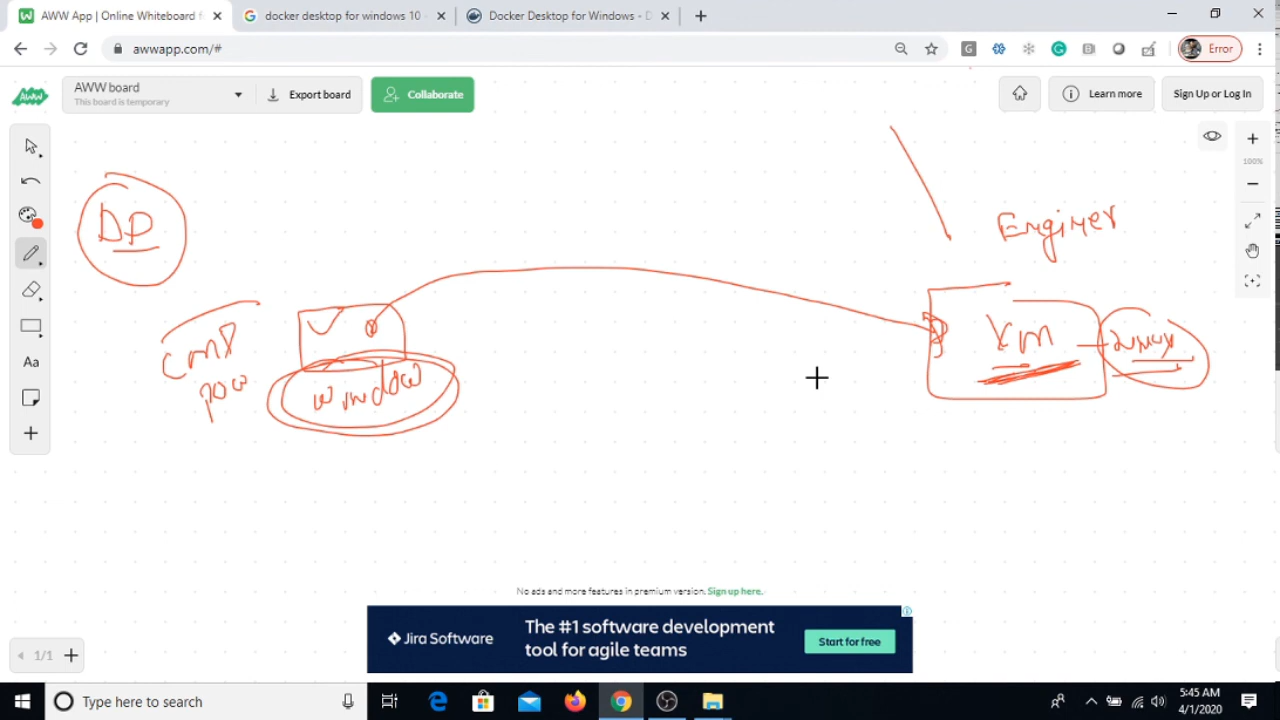 AWW App | Online Whiteboard f
docker desktop for windows 10 -
Docker Desktop for Windows - D
awwapp.com/#
Error
AWW
AWW board
This board is temporary
Export board
Collaborate
Learn more
Sign Up or Log In
100%
DP
Enginer
cmd
pow
window
VM
Aa
No ads and more features in premium version. Sign up here.
Jira Software
The #1 software development
tool for agile teams
Start for free
1/1
Type here to search
5:45 AM
4/1/2020